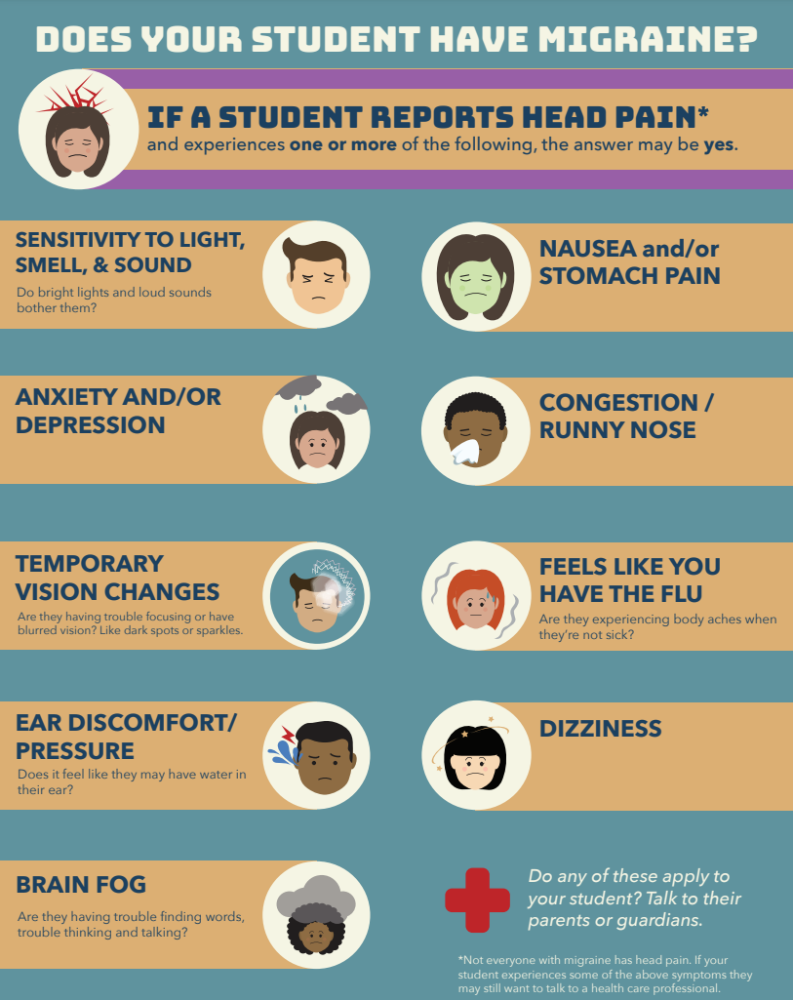 DOES YOUR STUDENT HAVE MIGRAINE?
IF A STUDENT REPORTS HEAD PAIN*
and experiences one or more of the following, the answer may be yes.
SENSITIVITY TO LIGHT,
SMELL, & SOUND
Do bright lights and loud sounds
bother them?
NAUSEA and/or
STOMACH PAIN
ANXIETY AND/OR
DEPRESSION
CONGESTION /
RUNNY NOSE
TEMPORARY
VISION CHANGES
Are they having trouble focusing or have
blurred vision? Like dark spots or sparkles.
FEELS LIKE YOU
HAVE THE FLU
Are they experiencing body aches when
they're not sick?
EAR DISCOMFORT/
PRESSURE
Does it feel like they may have water in
their ear?
DIZZINESS
BRAIN FOG
Are they having trouble finding words,
trouble thinking and talking?
Do any of these apply to
your student? Talk to their
parents or guardians.
*Not everyone with migraine has head pain. If your
student experiences some of the above symptoms they
may still want to talk to a health care professional.